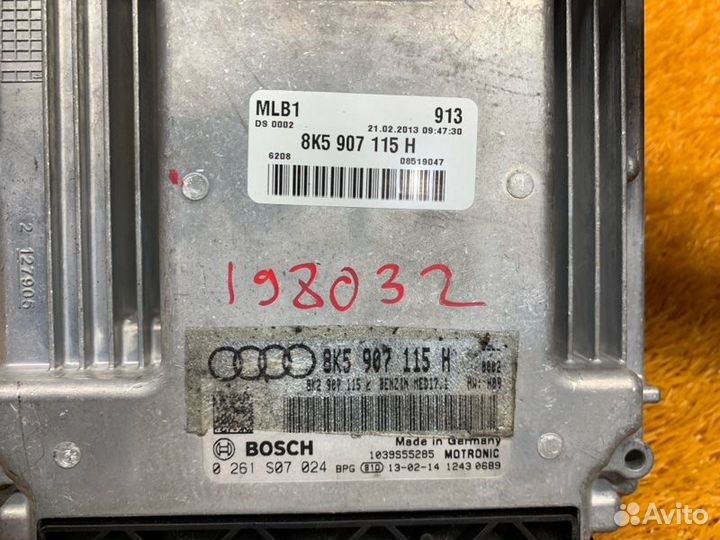 MLB1 913
DS 0002 21.02.2013 09:47:30
8K5 907 115 H
6208 08519047
2 127906
198032
8K5 907 115 H
0002
8K2 907 115 K BENZIN MED17.1 HW: H09
BOSCH Made in Germany
1039S55285 MOTRONIC
0 261 S07 024 BPG 81D 13-02-14 1243 0689
Avito